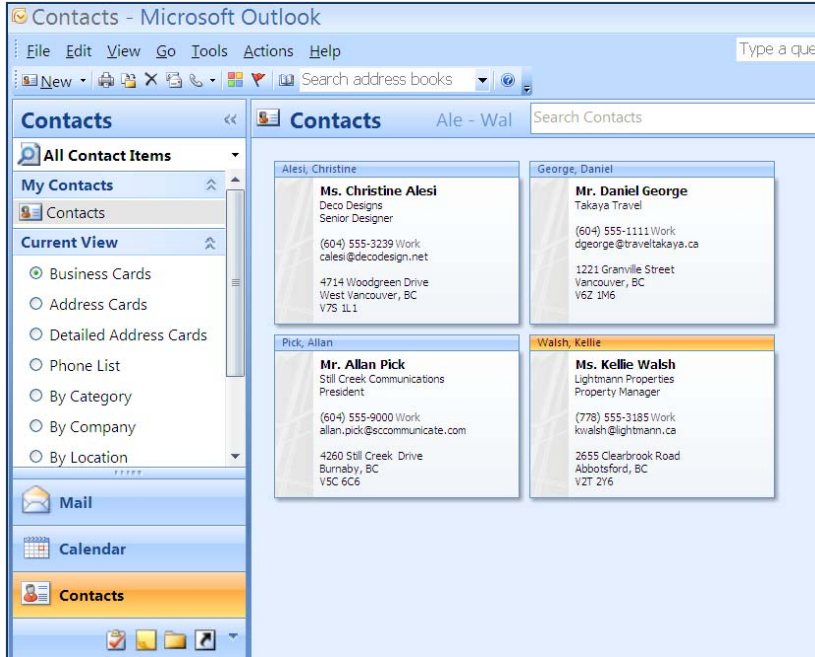 Contacts - Microsoft Outlook
File Edit View Go Tools Actions Help
Type a que
New Search address books
Contacts
All Contact Items
My Contacts
Contacts
Current View
Business Cards
Address Cards
Detailed Address Cards
Phone List
By Category
By Company
By Location
Mail
Calendar
Contacts
Contacts Ale - Wal Search Contacts
Alesi, Christine
Ms. Christine Alesi
Deco Designs
Senior Designer
(604) 555-3239 Work
calesi@decodesign.net
4714 Woodgreen Drive
West Vancouver, BC
V7S 1L1
George, Daniel
Mr. Daniel George
Takaya Travel
(604) 555-1111 Work
dgeorge@traveltakaya.ca
1221 Granville Street
Vancouver, BC
V6Z 1M6
Pick, Allan
Mr. Allan Pick
Still Creek Communications
President
(604) 555-9000 Work
allan.pick@sccommunicate.com
4260 Still Creek Drive
Burnaby, BC
V5C 6C6
Walsh, Kellie
Ms. Kellie Walsh
Lightmann Properties
Property Manager
(778) 555-3185 Work
kwalsh@lightmann.ca
2655 Clearbrook Road
Abbotsford, BC
V2T 2Y6